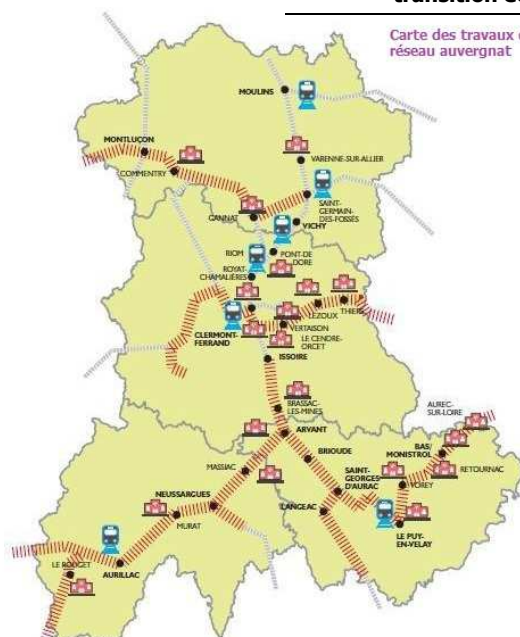 Carte des travaux
réseau auvergnat
MOULINS
MONTLUÇON
COMMENTRY
VARENNE-SUR-ALLIER
SAINT-
GERMAIN-
DES-FOSSÉS
GANNAT
VICHY
RIOM
PONT-DE-
DORE
ROYAT-
CHAMALIÈRES
LEZOUX
THIERS
CLERMONT-
FERRAND
VERTAISON
LE CENDRE-
ORCET
ISSOIRE
BRASSAC-
LES-MINES
AUREC-
SUR-LOIRE
ARVANT
BAS/
MONISTROL
BRIOUDE
MASSIAC
RETOURNAC
SAINT-
GEORGES
D'AURAC
VOREY
NEUSSARGUES
LANGEAC
MURAT
LE PUY-
EN-VELAY
LE ROUGET
AURILLAC